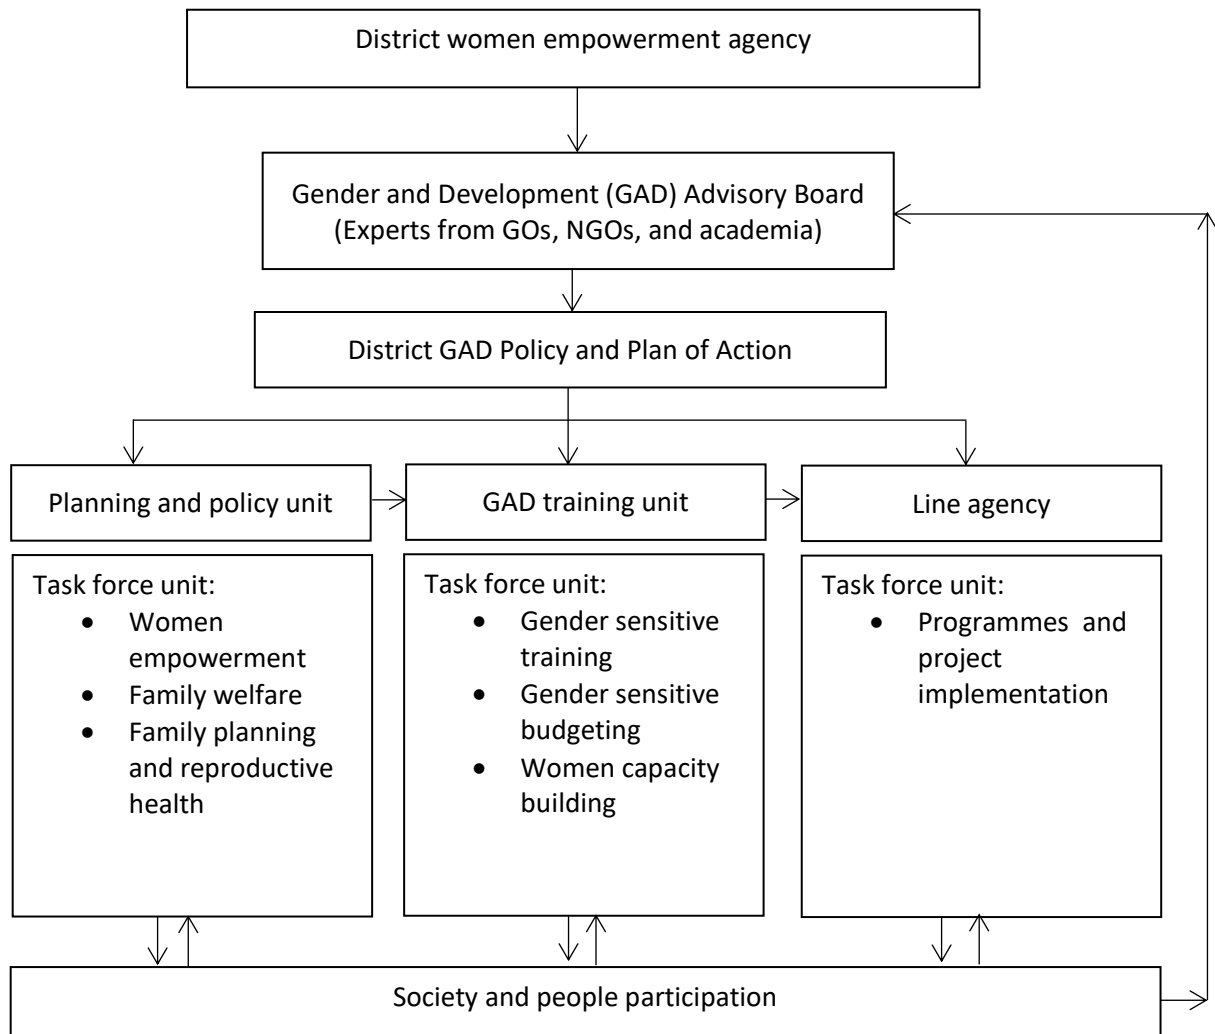 District women empowerment agency
Gender and Development (GAD) Advisory Board
(Experts from GOs, NGOs, and academia)
District GAD Policy and Plan of Action
Planning and policy unit
GAD training unit
Line agency
Task force unit:
• Women
empowerment
• Family welfare
• Family planning
and reproductive
health
Task force unit:
• Gender sensitive
training
• Gender sensitive
budgeting
• Women capacity
building
Task force unit:
• Programmes and
project
implementation
Society and people participation